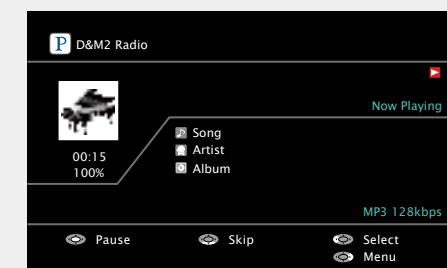 P D&M2 Radio
Now Playing
Song
Artist
Album
00:15
100%
MP3 128kbps
Pause Skip Select
Menu